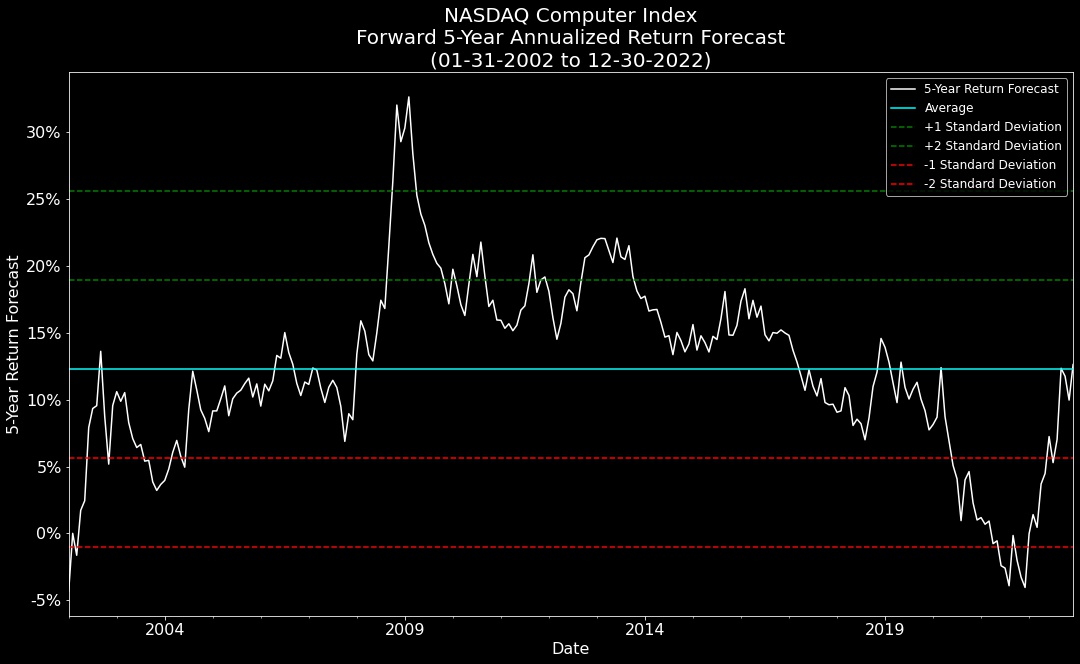 NASDAQ Computer Index
Forward 5-Year Annualized Return Forecast
(01-31-2002 to 12-30-2022)
5-Year Return Forecast
Average
+1 Standard Deviation
+2 Standard Deviation
-1 Standard Deviation
-2 Standard Deviation
5-Year Return Forecast
30%
25%
20%
15%
10%
5%
0%
-5%
2004 2009 2014 2019
Date